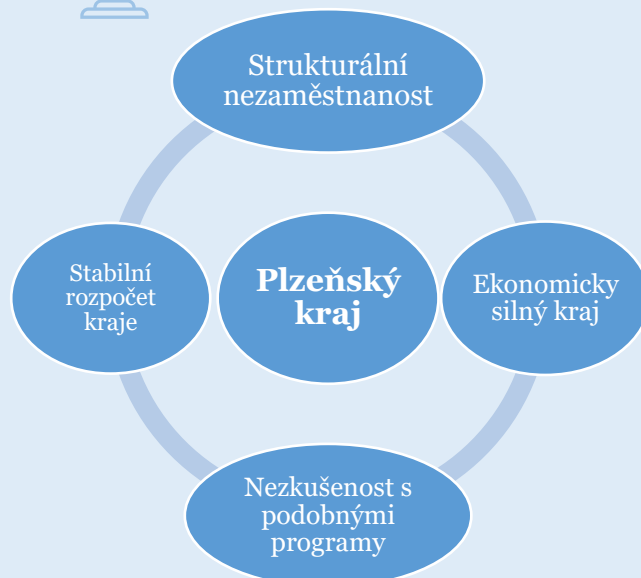 Strukturální
nezaměstnanost
Stabilní
rozpočet
kraje
Plzeňský
kraj
Ekonomicky
silný kraj
Nezkušenost s
podobnými
programy